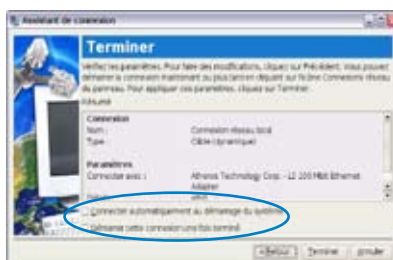 Assistant de connexion
Terminer
Vérifiez les paramètres. Pour faire des modifications, cliquez sur Précédent. Vous pouvez
démarrer la connexion maintenant ou plus tard en cliquant sur l'icône Connexions réseau
du panneau. Pour appliquer ces paramètres, cliquez sur Terminer.
Résumé
Connexion
Nom : Connexion réseau local
Type : Câble (dynamique)
Paramètres
Connecter avec : Atheros Technology Corp. - L2 100 Mbit Ethernet
Adapter
Connecter automatiquement au démarrage du système
Démarre cette connexion une fois terminé
<Retour
Terminer